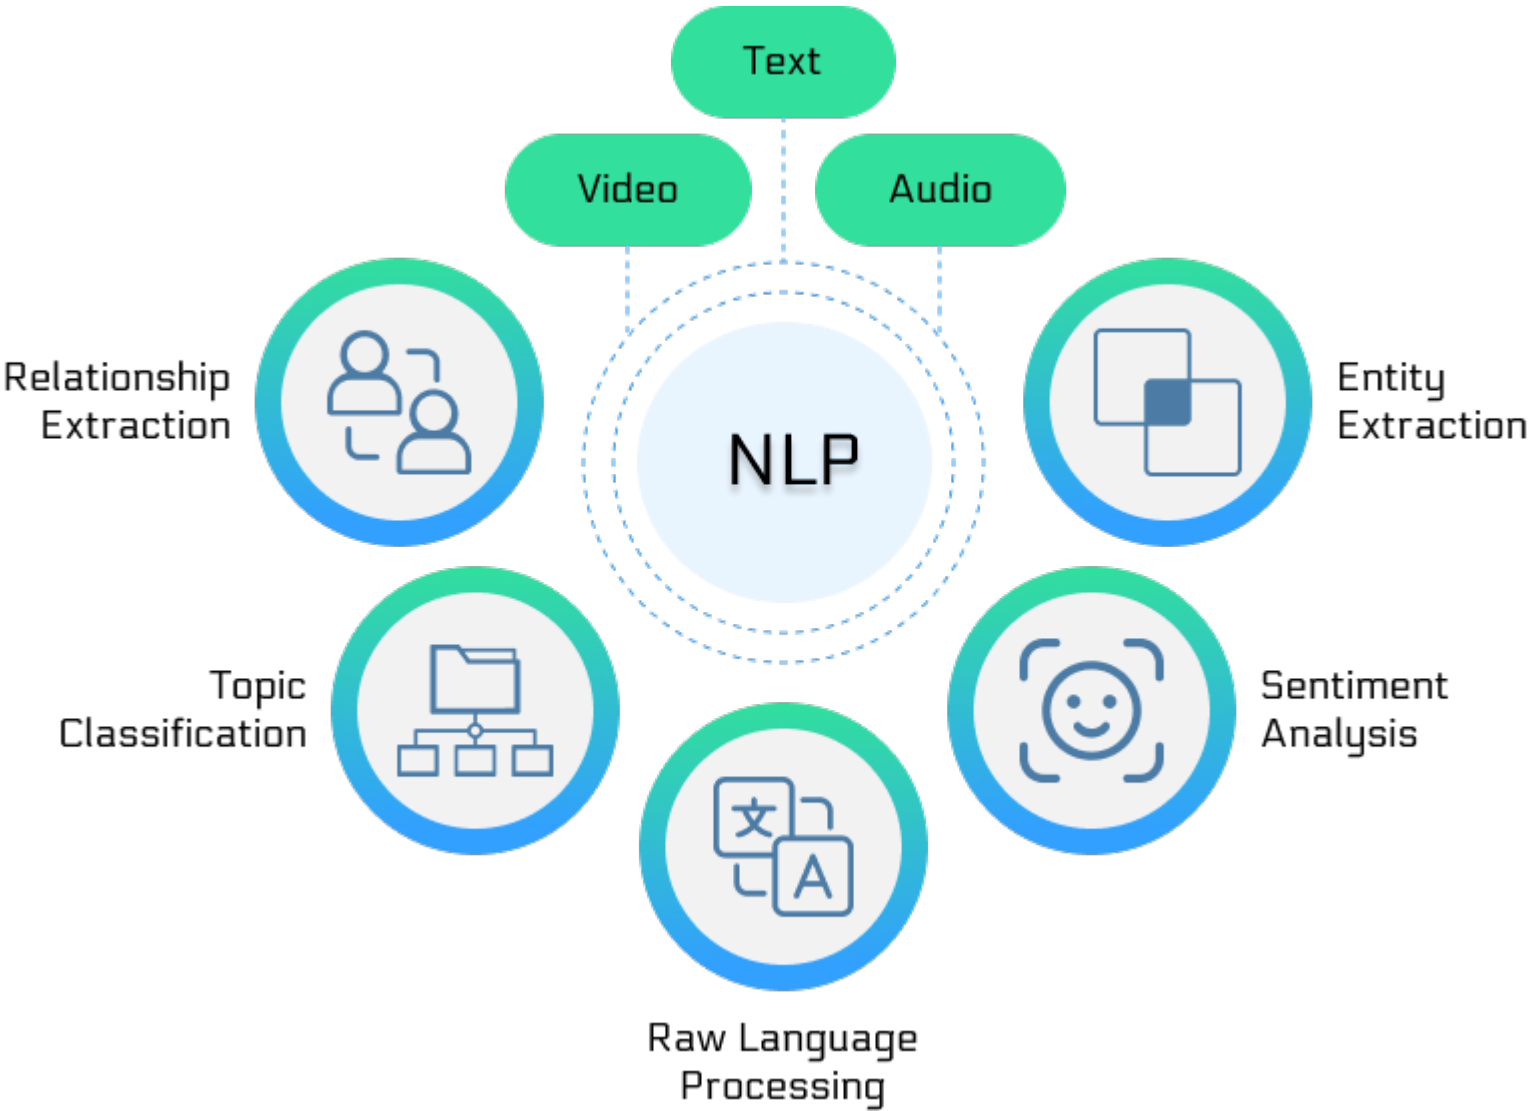 Text
Video
Audio
NLP
Relationship
Extraction
Entity
Extraction
Topic
Classification
Sentiment
Analysis
文
A
Raw Language
Processing